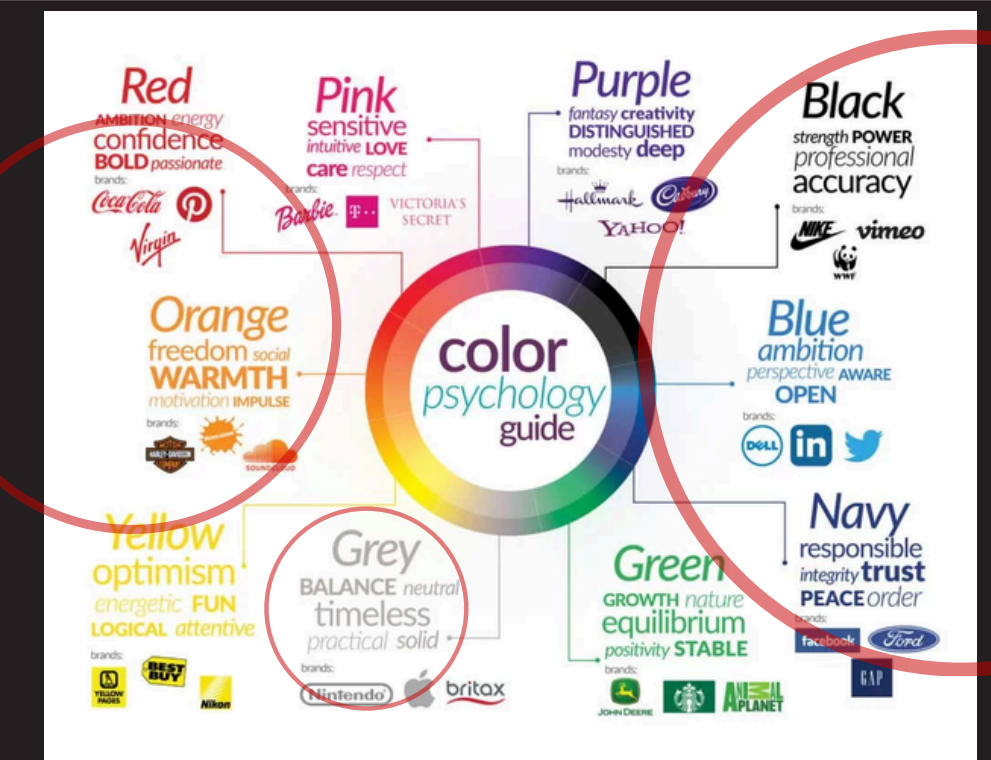 Red
AMBITION energy
confidence
BOLD passionate
brands:
Coca-Cola
Virgin
Pink
sensitive
intuitive LOVE
care respect
brands:
Barbie
T
VICTORIA'S
SECRET
Purple
fantasy creativity
DISTINGUISHED
modesty deep
brands:
Hallmark
Cadbury
YAHOO!
Black
strength POWER
professional
accuracy
brands:
NIKE
vimeo
WWF
Orange
freedom social
WARMTH
motivation IMPULSE
brands:
HARLEY-DAVIDSON
COMPANY
SOUNDCLOUD
color
psychology
guide
Blue
ambition
perspective AWARE
OPEN
brands:
DELL
in
Yellow
optimism
energetic FUN
LOGICAL attentive
brands:
YELLOW
PAGES
BEST
BUY
Nikon
Grey
BALANCE neutral
timeless
practical solid
brands:
Nintendo
britax
Green
GROWTH nature
equilibrium
positivity STABLE
brands:
JOHN DEERE
ANIMAL
PLANET
Navy
responsible
integrity trust
PEACE order
brands:
facebook
Ford
GAP